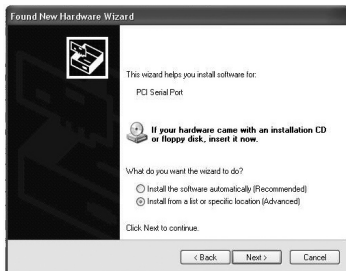 Found New Hardware Wizard
This wizard helps you install software for:
PCI Serial Port
If your hardware came with an installation CD
or floppy disk, insert it now.
What do you want the wizard to do?
Install the software automatically (Recommended)
Install from a list or specific location (Advanced)
Click Next to continue.
< Back
Next >
Cancel